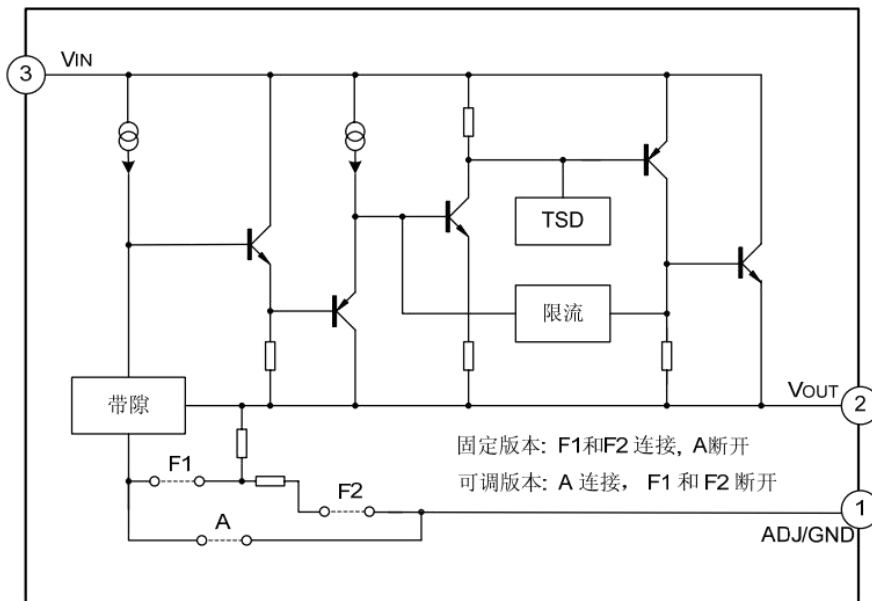 VIN
3
TSD
限流
带隙
VOUT
2
固定版本: F1和F2 连接, A断开
F1
可调版本: A 连接， F1 和 F2 断开
F2
1
A
ADJ/GND